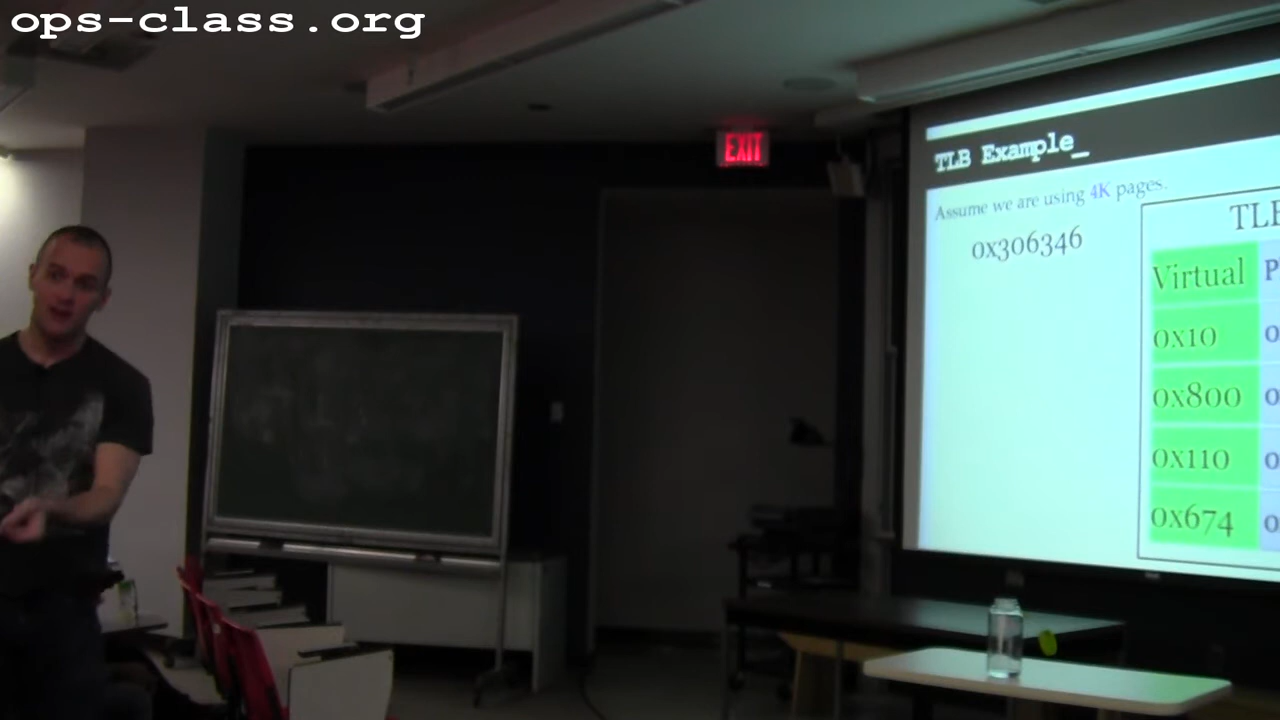 ops-class.org
EXIT
TLB Example_
Assume we are using 4K pages.
0x306346
Virtual
0x10
0x800
0x110
0x674